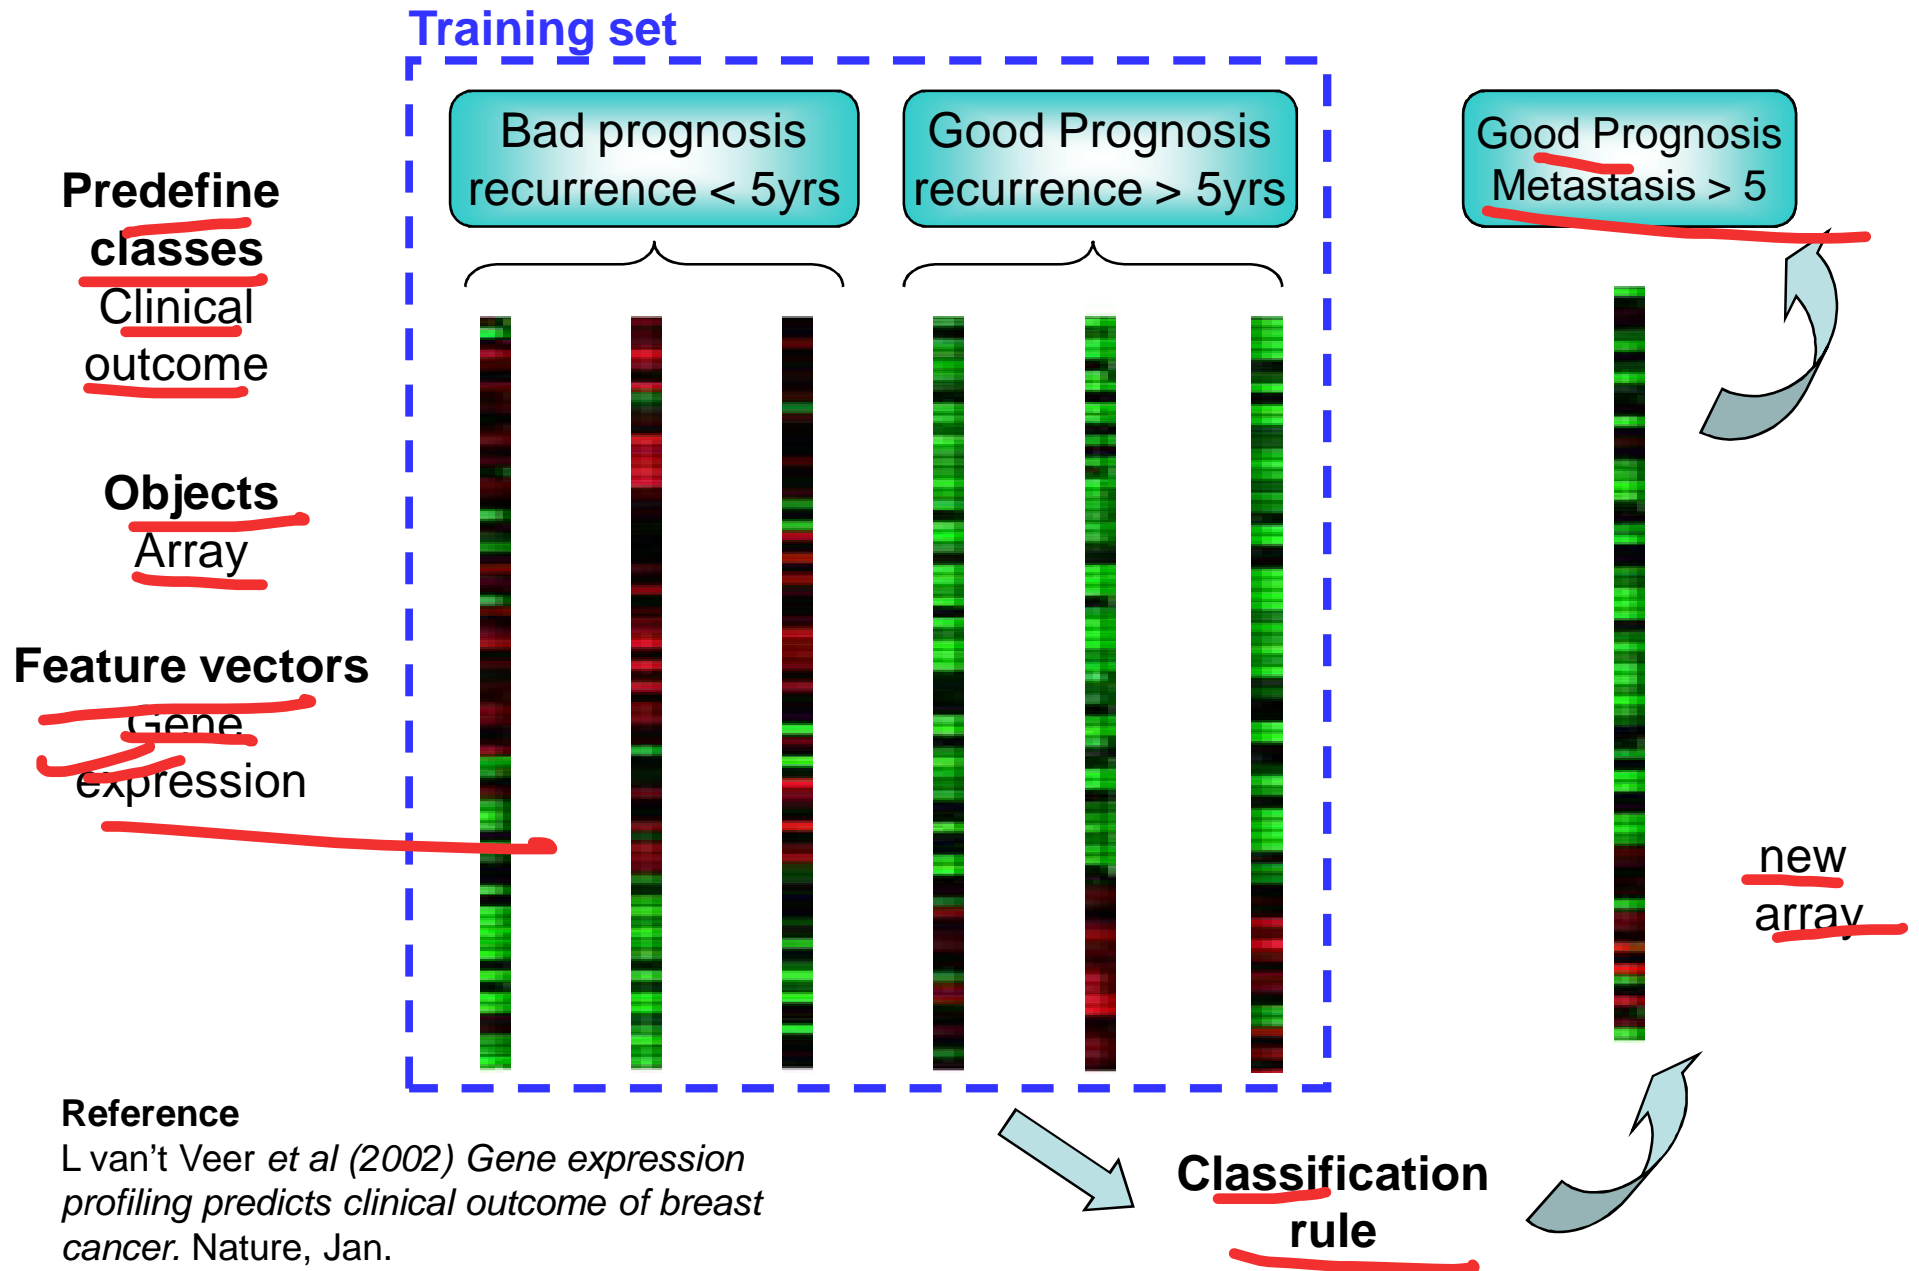 Training set
Bad prognosis
recurrence < 5yrs
Good Prognosis
recurrence > 5yrs
Good Prognosis
Metastasis > 5
Predefine
classes
Clinical
outcome
Objects
Array
Feature vectors
Gene
expression
new
array
Reference
L van't Veer et al (2002) Gene expression
profiling predicts clinical outcome of breast
cancer. Nature, Jan.
Classification
rule